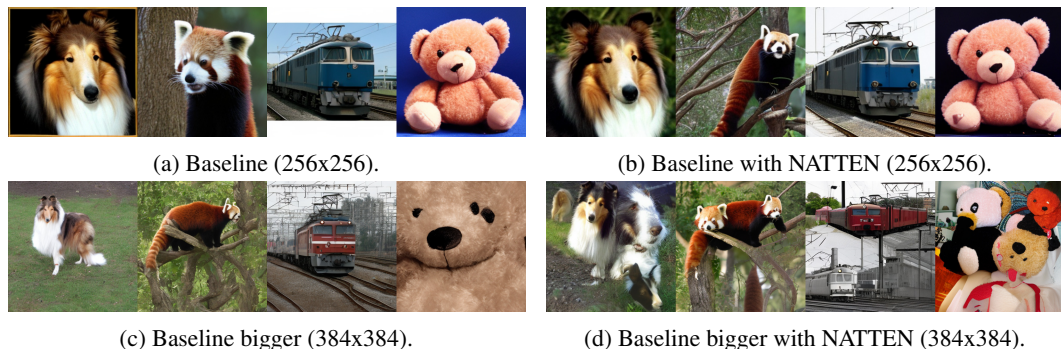 (a) Baseline (256x256).
(b) Baseline with NATTEN (256x256).
(c) Baseline bigger (384x384).
(d) Baseline bigger with NATTEN (384x384).